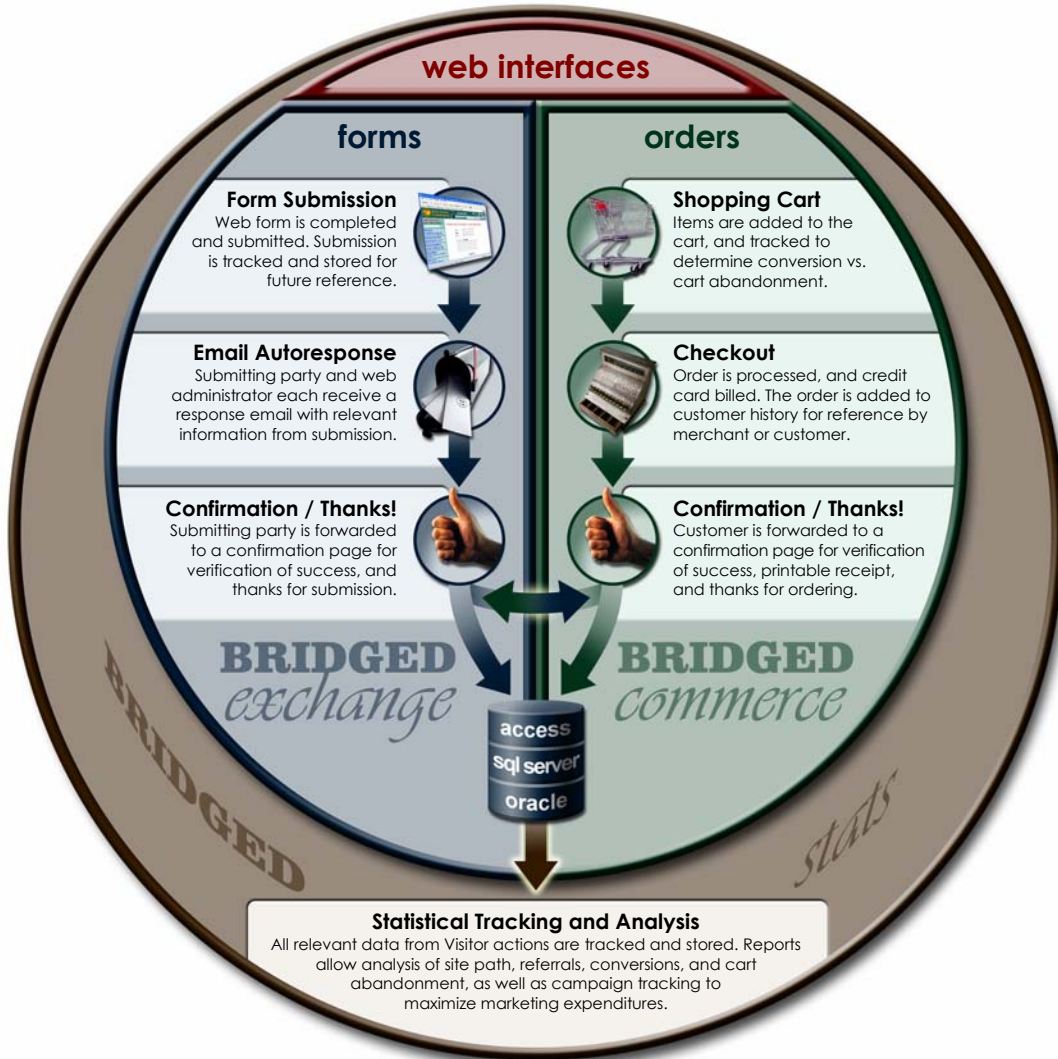 web interfaces
forms
Form Submission
Web form is completed
and submitted. Submission
is tracked and stored for
future reference.
Email Autoresponse
Submitting party and web
administrator each receive a
response email with relevant
information from submission.
Confirmation / Thanks!
Submitting party is forwarded
to a confirmation page for
verification of success, and
thanks for submission.
BRIDGED
exchange
orders
Shopping Cart
Items are added to the
cart, and tracked to
determine conversion vs.
cart abandonment.
Checkout
Order is processed, and credit
card billed. The order is added to
customer history for reference by
merchant or customer.
Confirmation / Thanks!
Customer is forwarded to a
confirmation page for verification
of success, printable receipt,
and thanks for ordering.
BRIDGED
commerce
access
sql server
oracle
BRIDGED
stats
Statistical Tracking and Analysis
All relevant data from Visitor actions are tracked and stored. Reports
allow analysis of site path, referrals, conversions, and cart
abandonment, as well as campaign tracking to
maximize marketing expenditures.